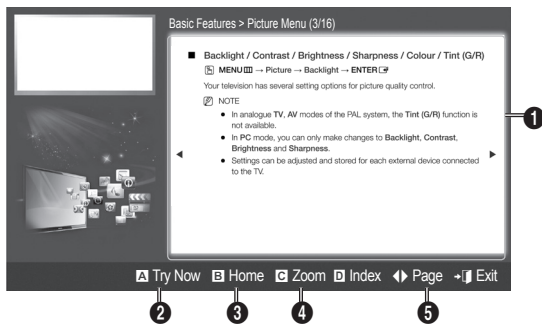 Basic Features > Picture Menu (3/16)
■ Backlight / Contrast / Brightness / Sharpness / Colour / Tint (G/R)
MENU → Picture → Backlight → ENTER
Your television has several setting options for picture quality control.
NOTE
● In analogue TV, AV modes of the PAL system, the Tint (G/R) function is
not available.
● In PC mode, you can only make changes to Backlight, Contrast,
Brightness and Sharpness.
● Settings can be adjusted and stored for each external device connected
to the TV.
1
A Try Now B Home C Zoom D Index ◀▶ Page Exit
2 3 4 5